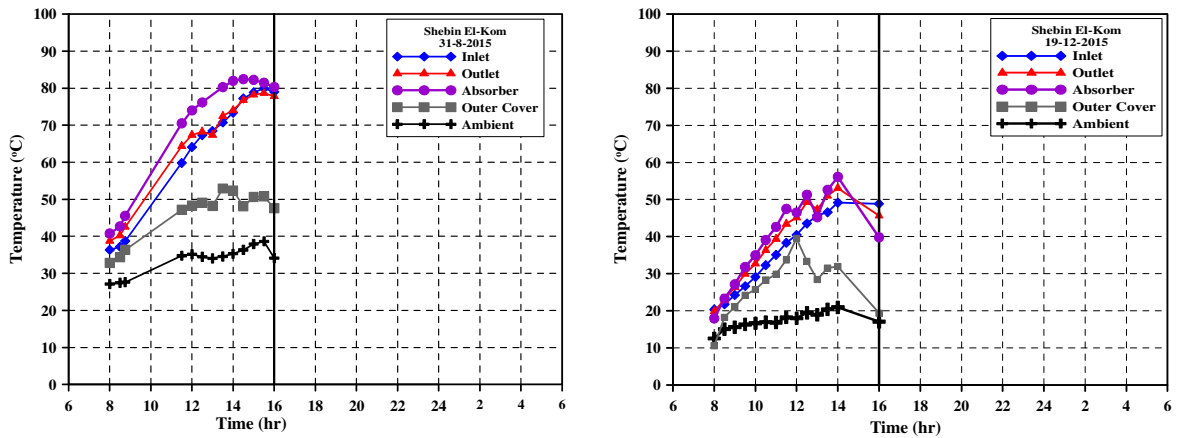 100
90
80
70
60
50
40
30
20
10
0
Temperature (°C)
6 8 10 12 14 16 18 20 22 24 2 4 6
Time (hr)
Shebin El-Kom
31-8-2015
Inlet
Outlet
Absorber
Outer Cover
Ambient
100
90
80
70
60
50
40
30
20
10
0
Temperature (°C)
6 8 10 12 14 16 18 20 22 24 2 4 6
Time (hr)
Shebin El-Kom
19-12-2015
Inlet
Outlet
Absorber
Outer Cover
Ambient